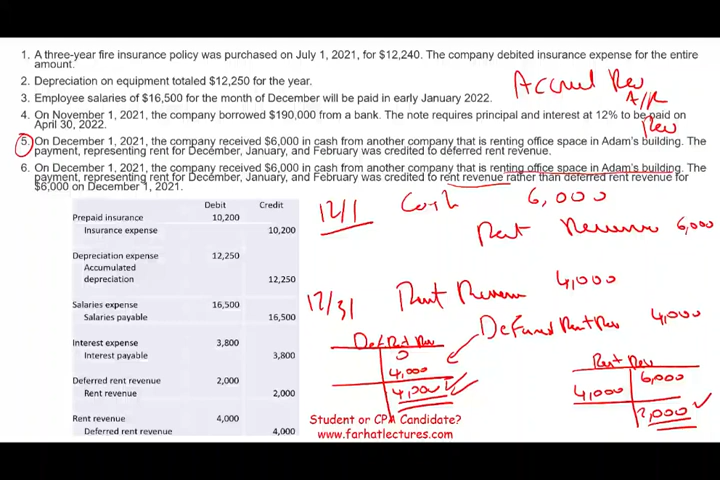 1. A three-year fire insurance policy was purchased on July 1, 2021, for $12,240. The company debited insurance expense for the entire
amount.
2. Depreciation on equipment totaled $12,250 for the year.
3. Employee salaries of $16,500 for the month of December will be paid in early January 2022.
Accrued Rev
A/R
4. On November 1, 2021, the company borrowed $190,000 from a bank. The note requires principal and interest at 12% to be paid on
April 30, 2022.
Rev
5. On December 1, 2021, the company received $6,000 in cash from another company that is renting office space in Adam's building. The
payment, representing rent for December, January, and February was credited to deferred rent revenue.
6. On December 1, 2021, the company received $6,000 in cash from another company that is renting office space in Adam's building. The
payment, representing rent for December, January, and February was credited to rent revenue rather than deferred rent revenue for
$6,000 on December 1, 2021.
Debit Credit
Prepaid insurance 10,200
Insurance expense 10,200
Depreciation expense 12,250
Accumulated
depreciation 12,250
Salaries expense 16,500
Salaries payable 16,500
Interest expense 3,800
Interest payable 3,800
Deferred rent revenue 2,000
Rent revenue 2,000
Rent revenue 4,000
Deferred rent revenue 4,000
12/1 Cash 6,000
Rent Revenue 6,000
12/31 Rent Revenue 4,000
Deferred Rent Rev 4,000
Def Rent Rev
0
4,000
4,000
Rent Rev
6,000
4,000
2,000
Student or CPA Candidate?
www.farhatlectures.com